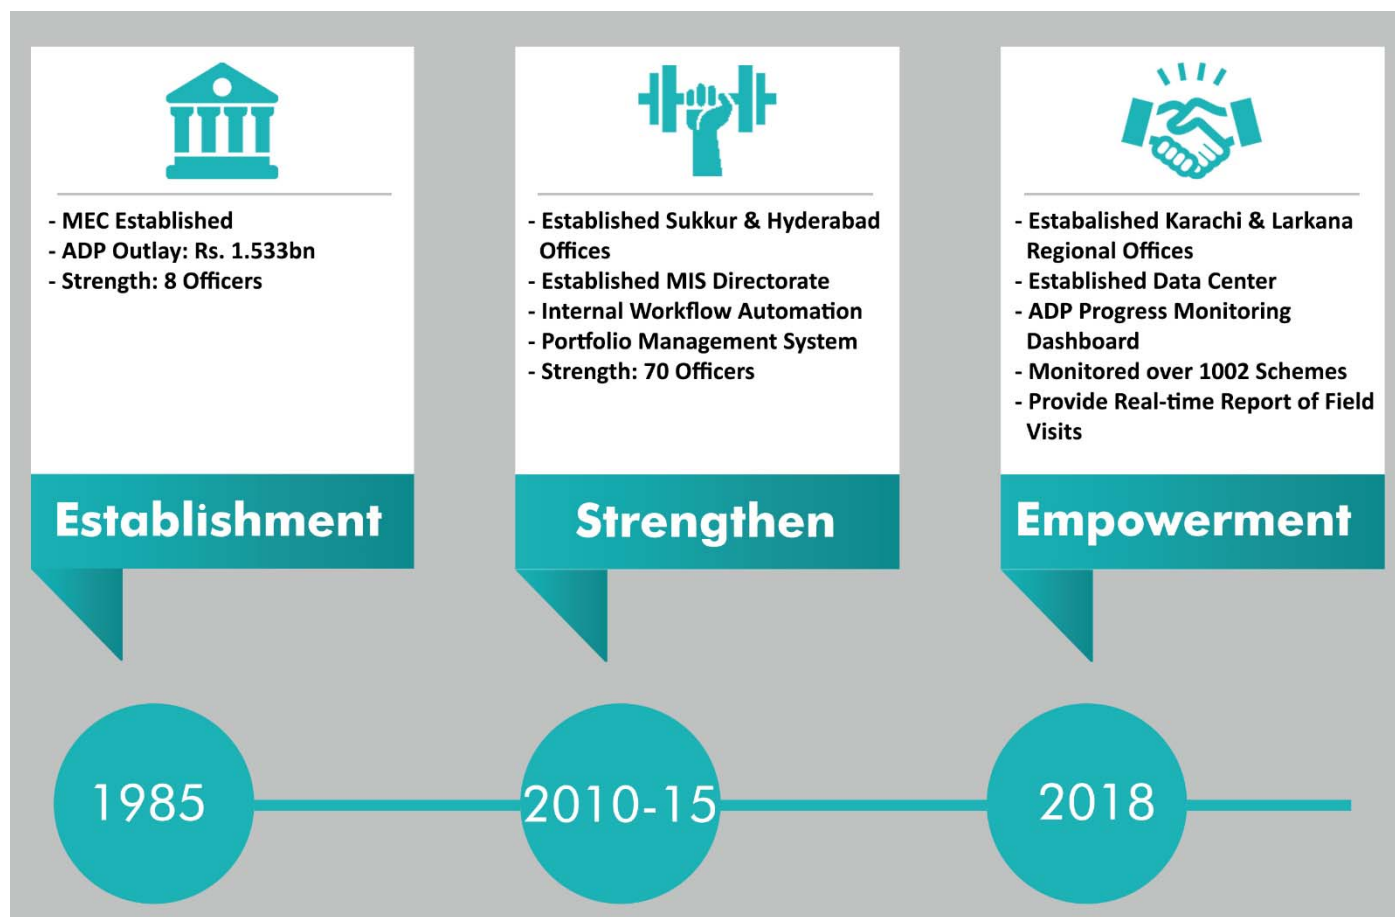 - MEC Established
- ADP Outlay: Rs. 1.533bn
- Strength: 8 Officers
Establishment
1985
- Established Sukkur & Hyderabad
Offices
- Established MIS Directorate
- Internal Workflow Automation
- Portfolio Management System
- Strength: 70 Officers
Strengthen
2010-15
- Estabalished Karachi & Larkana
Regional Offices
- Established Data Center
- ADP Progress Monitoring
Dashboard
- Monitored over 1002 Schemes
- Provide Real-time Report of Field
Visits
Empowerment
2018